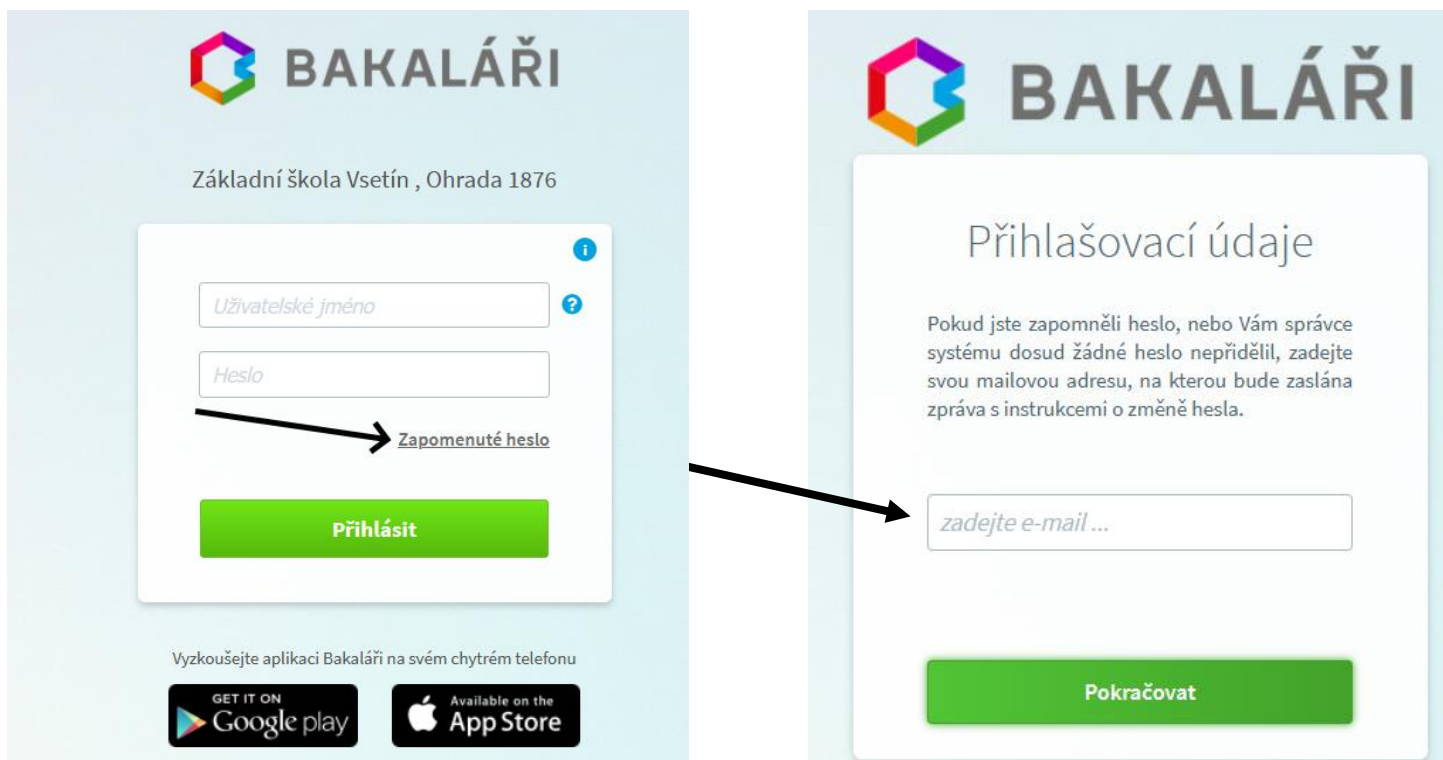 BAKALÁŘI
Základní škola Vsetín , Ohrada 1876
Uživatelské jméno
Heslo
Zapomenuté heslo
Přihlásit
Vyzkoušejte aplikaci Bakaláři na svém chytrém telefonu
GET IT ON
Google play
Available on the
App Store
BAKALÁŘI
Přihlašovací údaje
Pokud jste zapomněli heslo, nebo Vám správce
systému dosud žádné heslo nepřidělil, zadejte
svou mailovou adresu, na kterou bude zaslána
zpráva s instrukcemi o změně hesla.
zadejte e-mail ...
Pokračovat